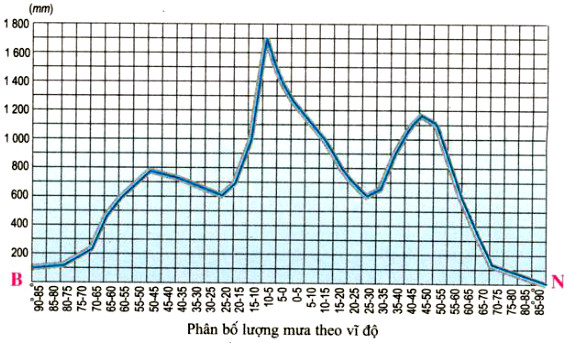 (mm)
1 800
1 600
1 400
1 200
1 000
800
600
400
200
B N
90°-85 85-80 80-75 75-70 70-65 65-60 60-55 55-50 50-45 45-40 40-35 35-30 30-25 25-20 20-15 15-10 10-5 5-0 0-5 5-10 10-15 15-20 20-25 25-30 30-35 35-40 40-45 45-50 50-55 55-60 60-65 65-70 70-75 75-80 80-85 85-90°
Phân bố lượng mưa theo vĩ độ